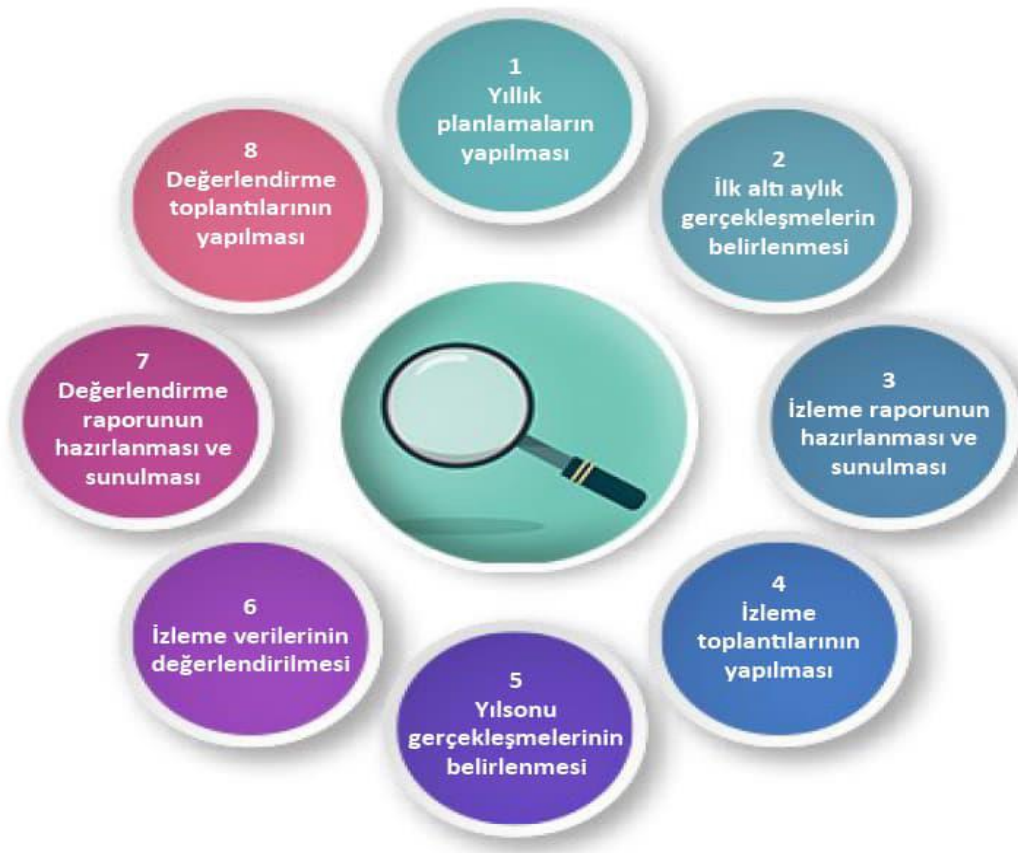 1
Yıllık
planlamaların
yapılması
2
İlk altı aylık
gerçekleşmelerin
belirlenmesi
3
İzleme raporunun
hazırlanması ve
sunulması
4
İzleme
toplantılarının
yapılması
5
Yılsonu
gerçekleşmelerinin
belirlenmesi
6
İzleme verilerinin
değerlendirilmesi
7
Değerlendirme
raporunun
hazırlanması ve
sunulması
8
Değerlendirme
toplantılarının
yapılması